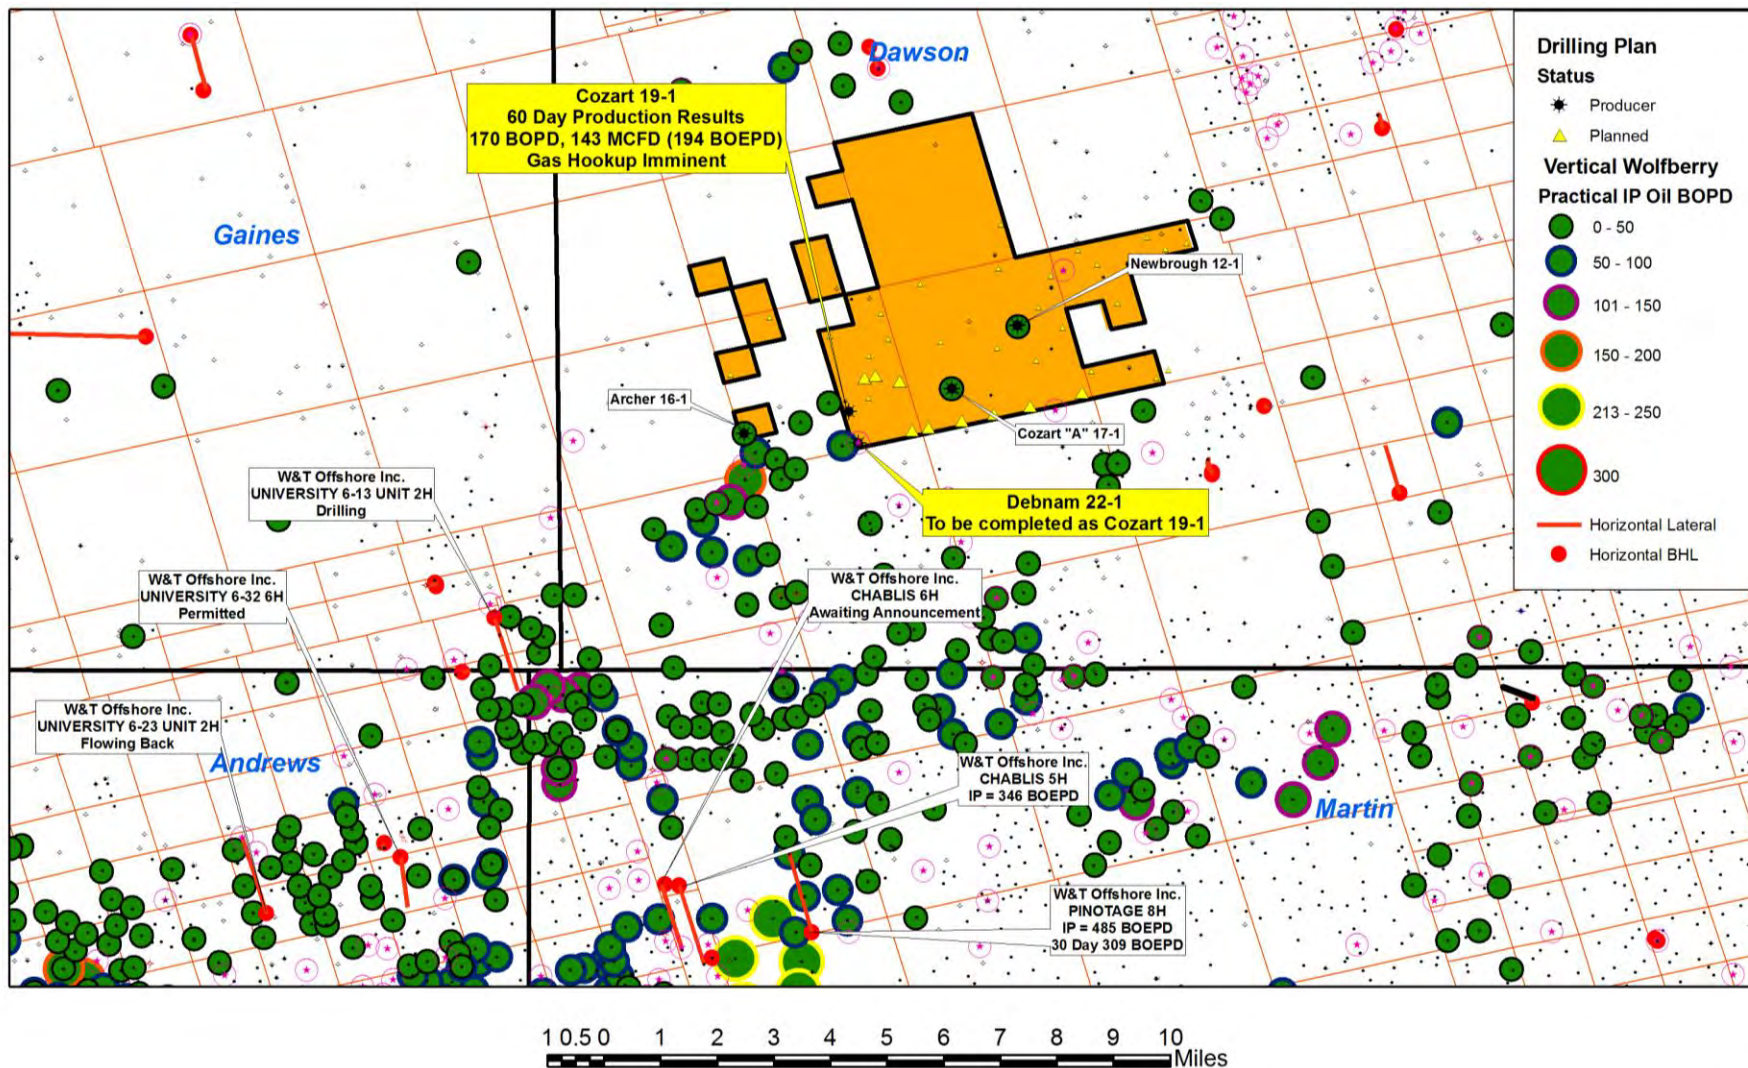 Dawson
Cozart 19-1
60 Day Production Results
170 BOPD, 143 MCFD (194 BOEPD)
Gas Hookup Imminent
Gaines
Newbrough 12-1
Archer 16-1
Cozart "A" 17-1
W&T Offshore Inc.
UNIVERSITY 6-13 UNIT 2H
Drilling
Debnam 22-1
To be completed as Cozart 19-1
W&T Offshore Inc.
UNIVERSITY 6-32 6H
Permitted
W&T Offshore Inc.
CHABLIS 6H
Awaiting Announcement
W&T Offshore Inc.
UNIVERSITY 6-23 UNIT 2H
Flowing Back
Andrews
W&T Offshore Inc.
CHABLIS 5H
IP = 346 BOEPD
Martin
W&T Offshore Inc.
PINOTAGE 8H
IP = 485 BOEPD
30 Day 309 BOEPD
Drilling Plan
Status
Producer
Planned
Vertical Wolfberry
Practical IP Oil BOPD
0 - 50
50 - 100
101 - 150
150 - 200
213 - 250
300
Horizontal Lateral
Horizontal BHL
1 0.5 0 1 2 3 4 5 6 7 8 9 10
Miles